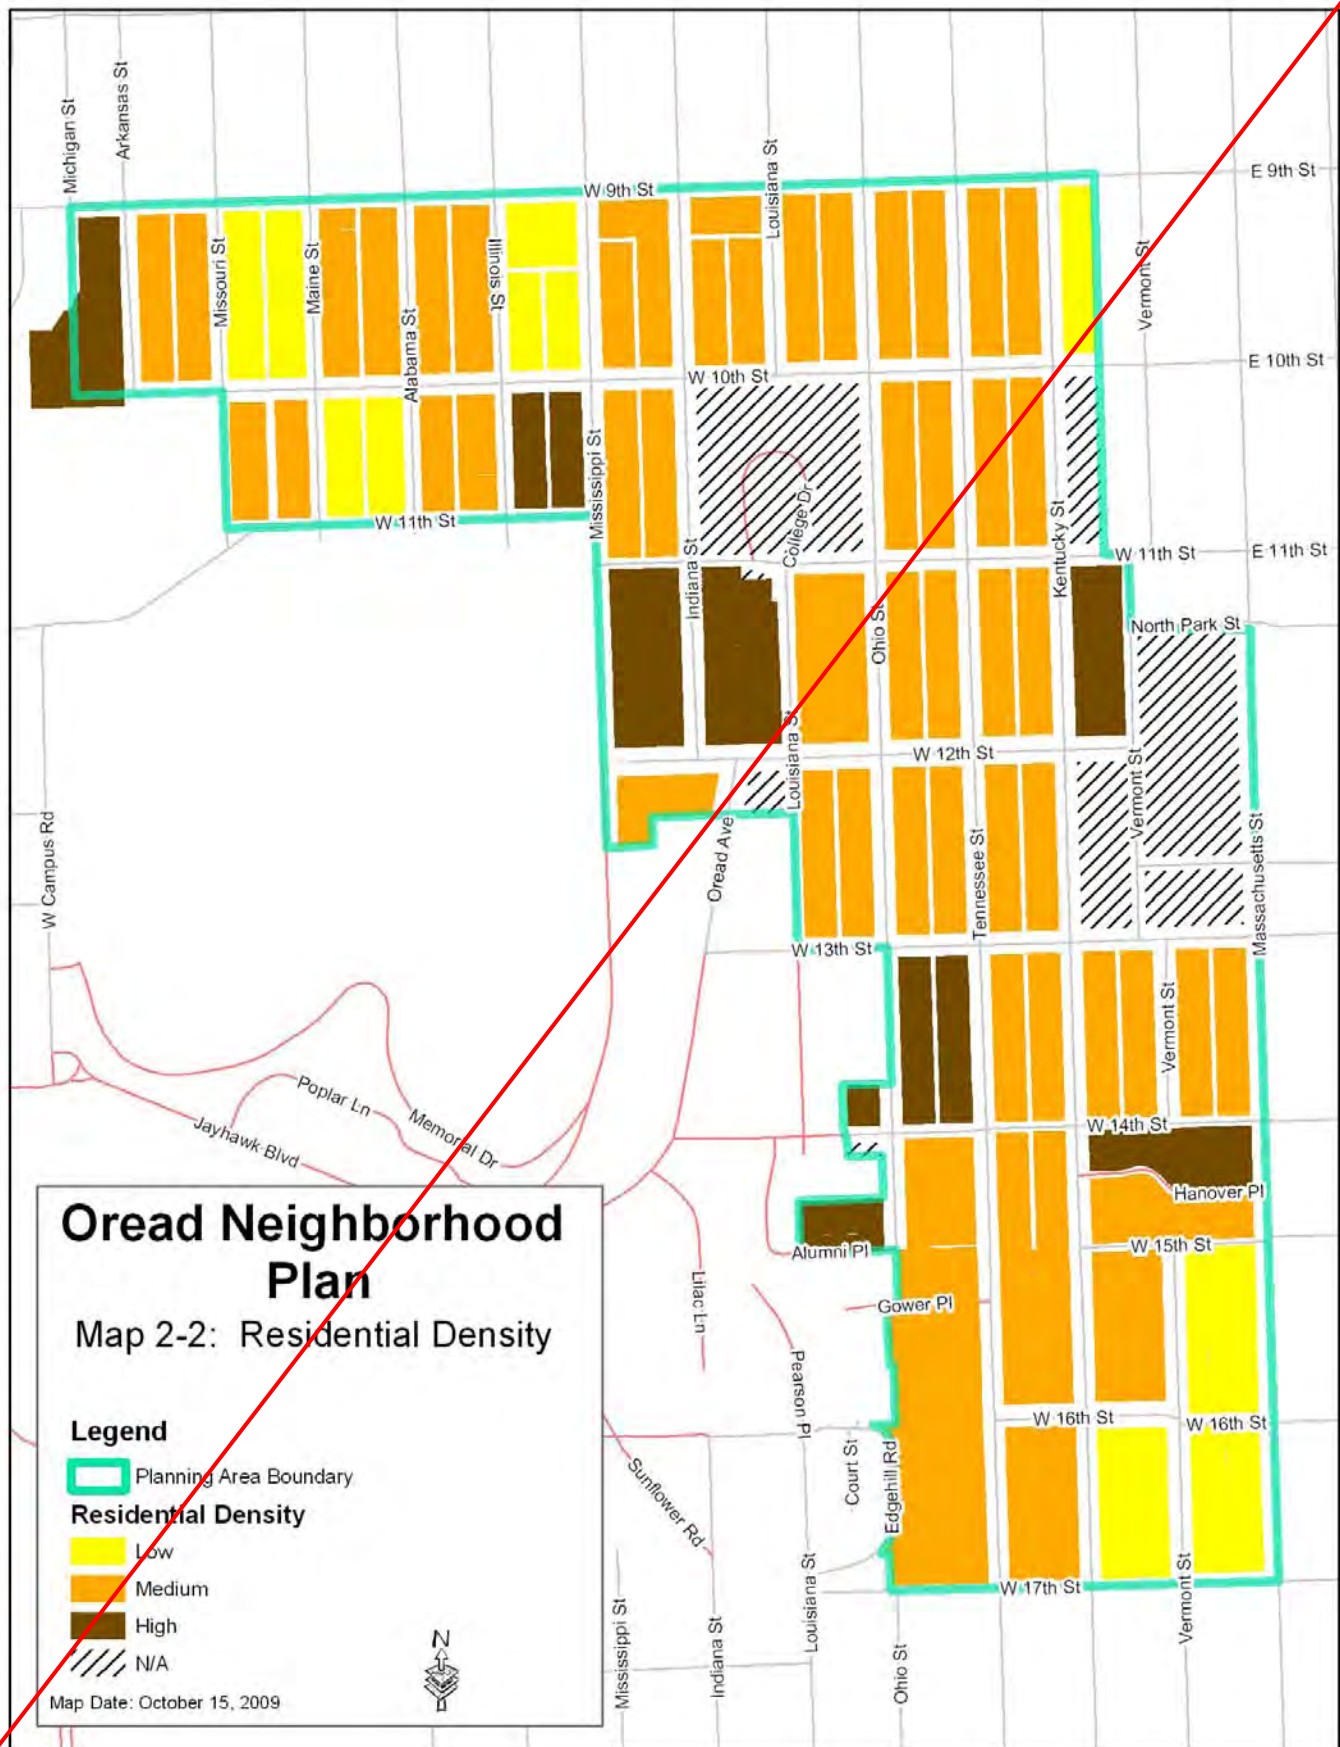 Michigan St
Arkansas St
Louisiana St
E 9th St
W 9th St
Missouri St
Maine St
Alabama St
Illinois St
Vermont St
E 10th St
W 10th St
Mississippi St
College Dr
W 11th St
Indiana St
Kentucky St
W 11th St
E 11th St
North Park St
Ohio St
Louisiana St
W 12th St
Vermont St
W Campus Rd
Oread Ave
Tennessee St
Massachusetts St
W 13th St
Vermont St
Poplar Ln
Memorial Dr
Jayhawk Blvd
W 14th St
Hanover Pl
Alumni Pl
W 15th St
Gower Pl
Lilac Ln
Pearson Pl
W 16th St
W 16th St
Court St
Edgehill Rd
Sunflower Rd
Louisiana St
W 17th St
Vermont St
Mississippi St
Indiana St
Ohio St
Oread Neighborhood
Plan
Map 2-2: Residential Density
Legend
Planning Area Boundary
Residential Density
Low
Medium
High
N/A
N
Map Date: October 15, 2009